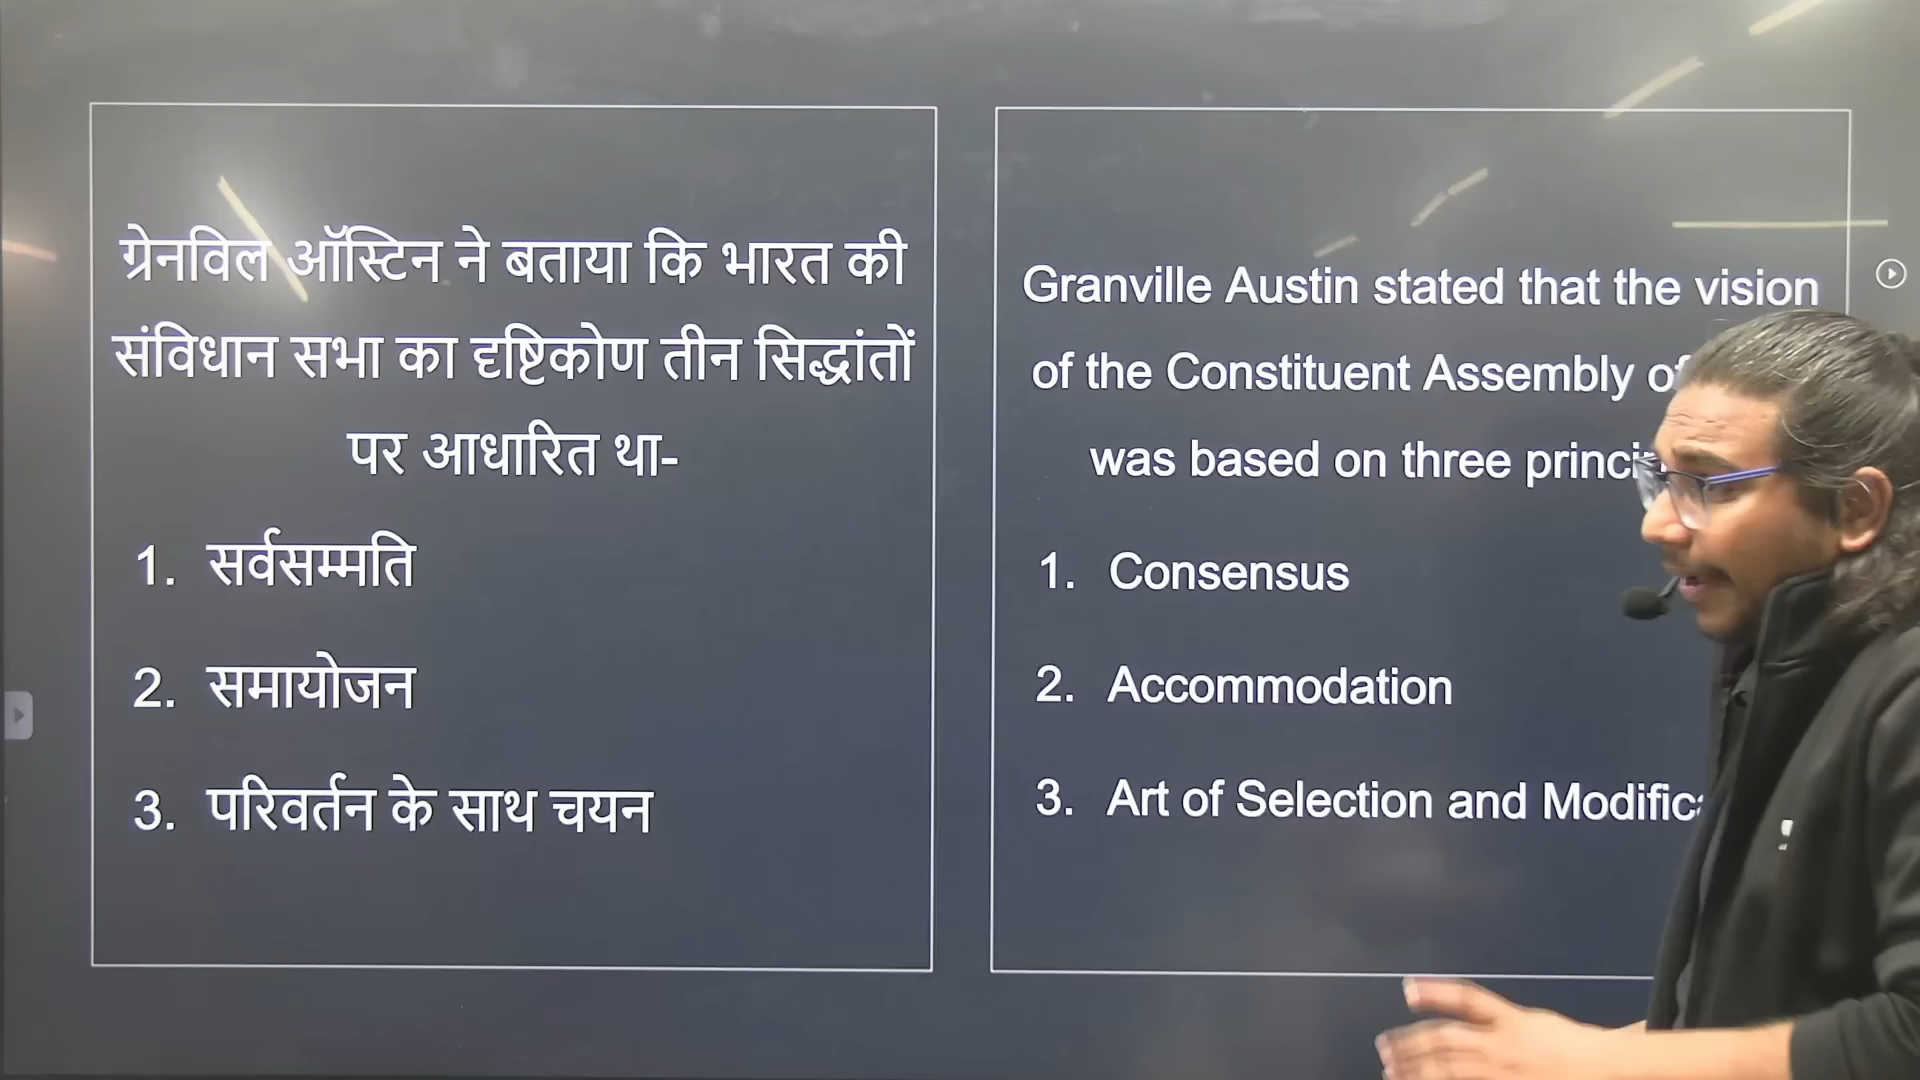 ग्रेनविल ऑस्टिन ने बताया कि भारत की
संविधान सभा का दृष्टिकोण तीन सिद्धांतों
पर आधारित था-
1. सर्वसम्मति
2. समायोजन
3. परिवर्तन के साथ चयन
Granville Austin stated that the vision
of the Constituent Assembly of
was based on three
1. Consensus
2. Accommodation
3. Art of Selection and